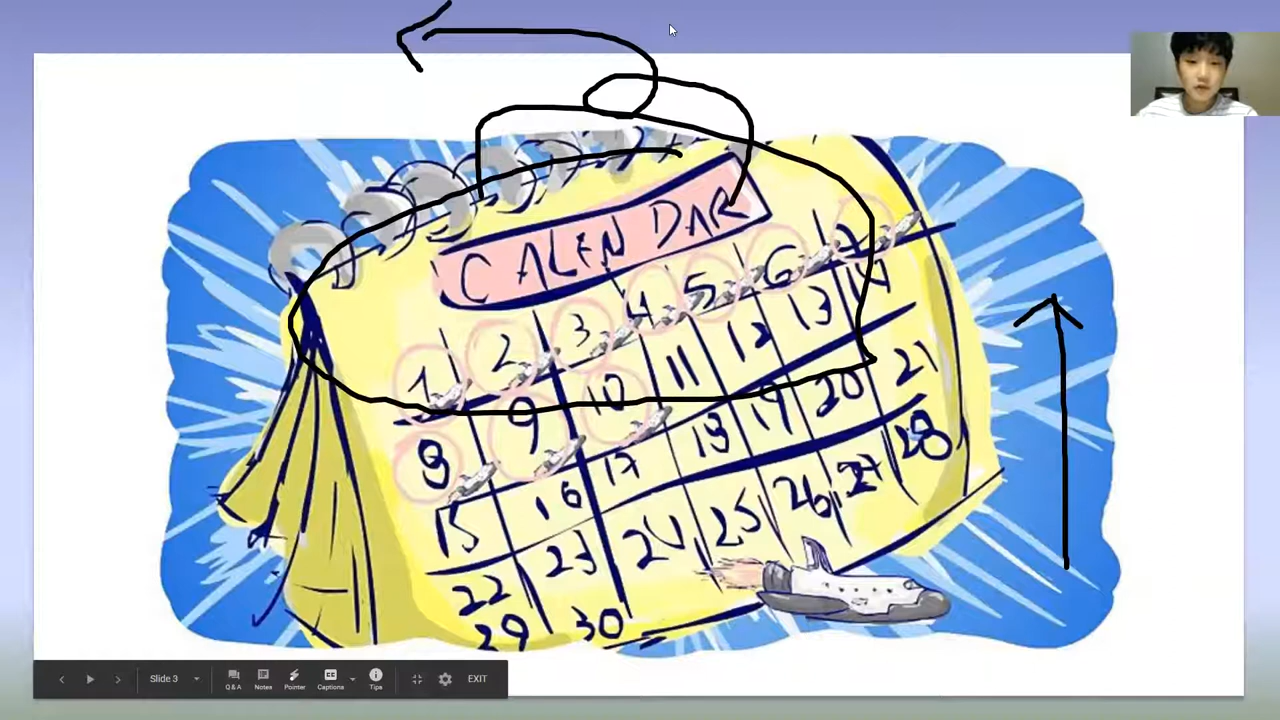 CALENDAR
1 2 3 4 5 6 7
8 9 10 11 12 13 14
15 16 17 18 19 20 21
22 23 24 25 26 27 28
29 30
Slide 3
Q&A Notes Pointer Captions Tips EXIT